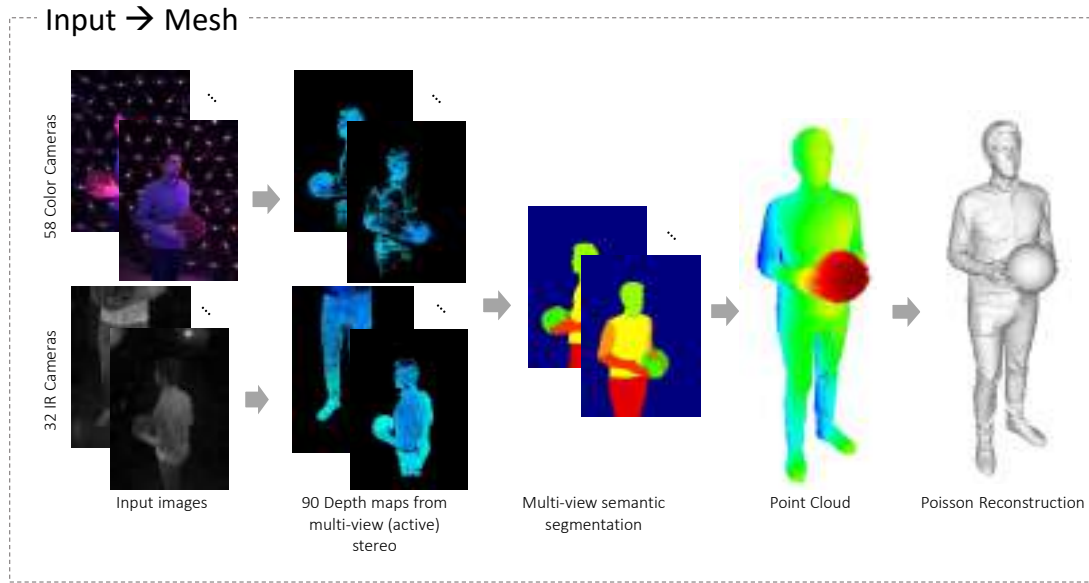 Input → Mesh
58 Color Cameras
32 IR Cameras
...
...
...
...
...
Input images
90 Depth maps from
multi-view (active)
stereo
Multi-view semantic
segmentation
Point Cloud
Poisson Reconstruction